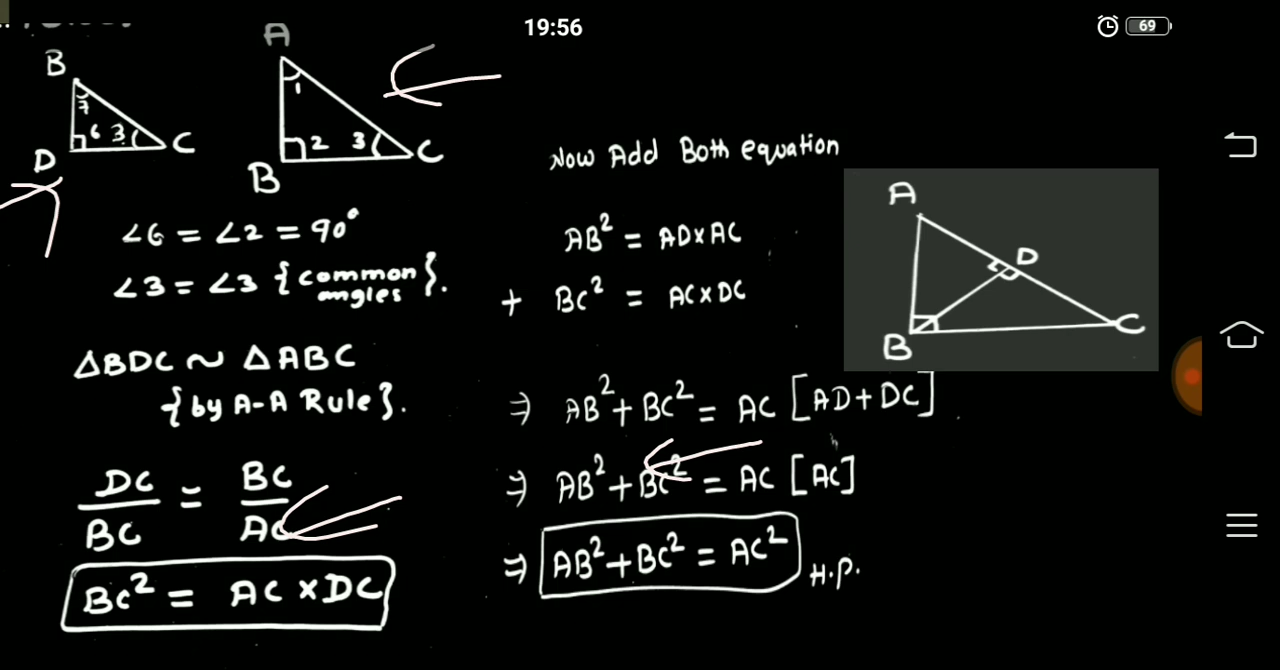 19:56
69
B
7
6 3
D
C
A
1
2 3
C
B
∠6 = ∠2 = 90°
∠3 = ∠3 {common angles}.
△BDC ~ △ABC
{by A-A Rule}.
DC/BC = BC/AC
BC² = AC × DC
Now Add Both equation
AB² = AD×AC
+ BC² = AC×DC
⇒ AB² + BC² = AC [AD+DC]
⇒ AB² + BC² = AC [AC]
⇒ AB² + BC² = AC²
H.P.
A
D
B
C